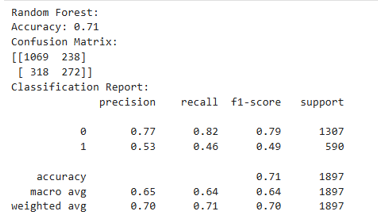 Random Forest:
Accuracy: 0.71
Confusion Matrix:
[[1069 238]
[ 318 272]]
Classification Report:
precision recall f1-score support
0 0.77 0.82 0.79 1307
1 0.53 0.46 0.49 590
accuracy 0.71 1897
macro avg 0.65 0.64 0.64 1897
weighted avg 0.70 0.71 0.70 1897